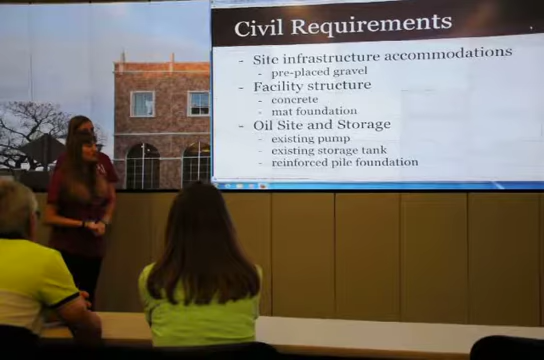 Civil Requirements
- Site infrastructure accommodations
- pre-placed gravel
- Facility structure
- concrete
- mat foundation
- Oil Site and Storage
- existing pump
- existing storage tank
- reinforced pile foundation